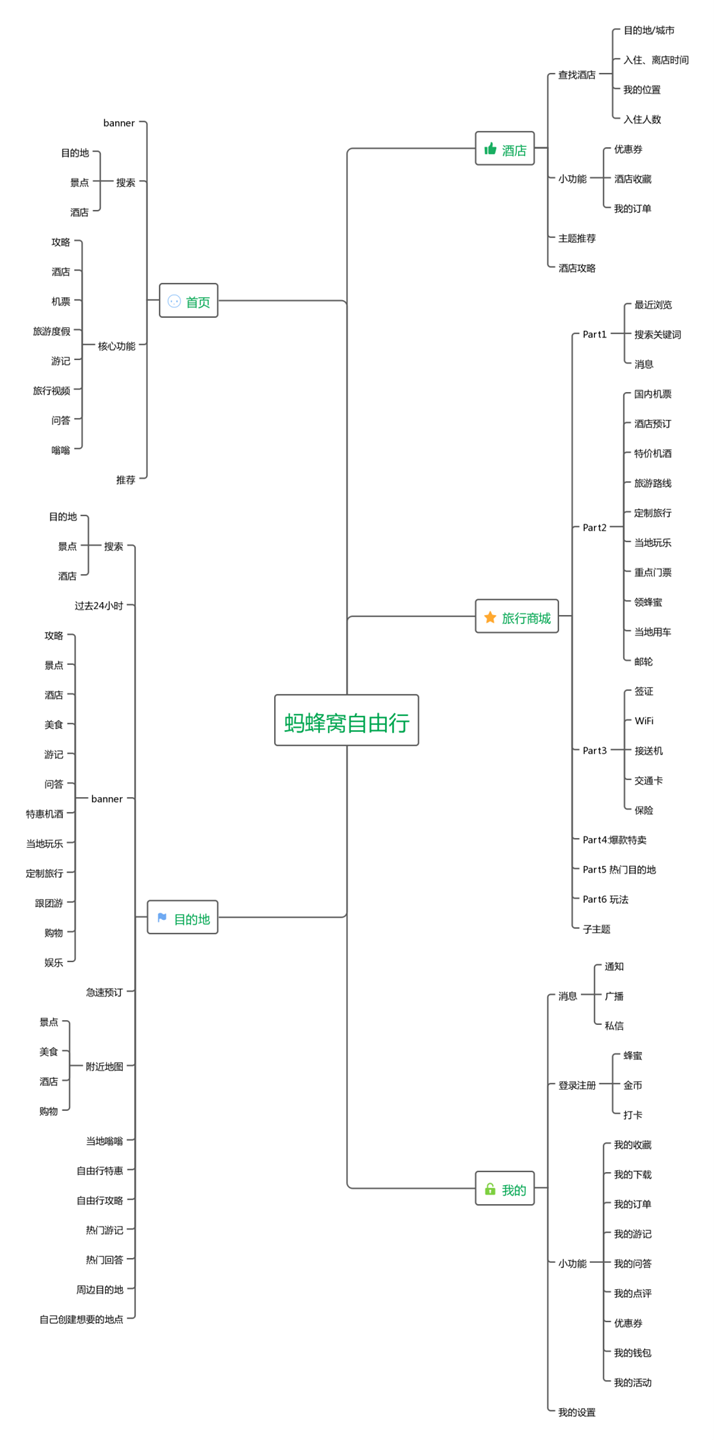 蚂蜂窝自由行
首页
banner
搜索
目的地
景点
酒店
核心功能
攻略
酒店
机票
旅游度假
游记
旅行视频
问答
嗡嗡
推荐
目的地
搜索
目的地
景点
酒店
过去24小时
banner
攻略
景点
酒店
美食
游记
问答
特惠机酒
当地玩乐
定制旅行
跟团游
购物
娱乐
急速预订
附近地图
景点
美食
酒店
购物
当地嗡嗡
自由行特惠
自由行攻略
热门游记
热门回答
周边目的地
自己创建想要的地点
酒店
查找酒店
目的地/城市
入住、离店时间
我的位置
入住人数
小功能
优惠券
酒店收藏
我的订单
主题推荐
酒店攻略
旅行商城
Part1
最近浏览
搜索关键词
消息
Part2
国内机票
酒店预订
特价机酒
旅游路线
定制旅行
当地玩乐
重点门票
领蜂蜜
当地用车
邮轮
Part3
签证
WiFi
接送机
交通卡
保险
Part4:爆款特卖
Part5 热门目的地
Part6 玩法
子主题
我的
消息
通知
广播
私信
登录注册
蜂蜜
金币
打卡
小功能
我的收藏
我的下载
我的订单
我的游记
我的问答
我的点评
优惠券
我的钱包
我的活动
我的设置